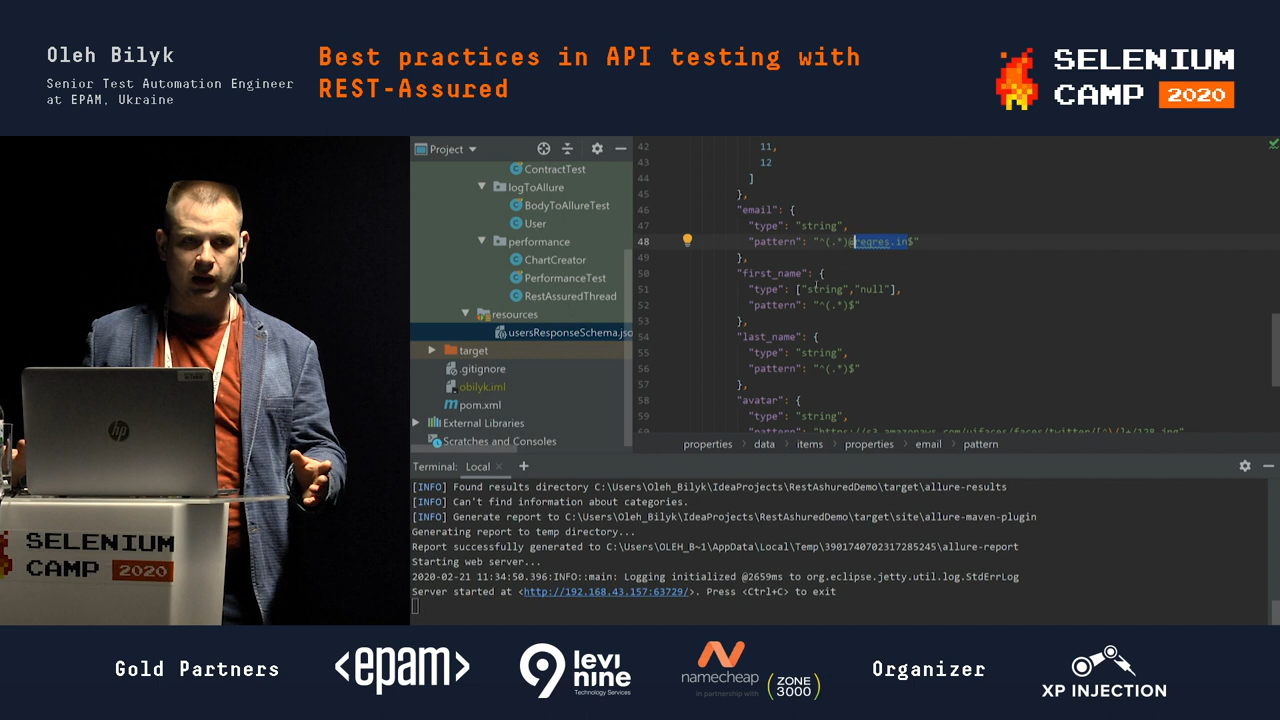 Oleh Bilyk
Senior Test Automation Engineer
at EPAM, Ukraine
Best practices in API testing with
REST-Assured
SELENIUM
CAMP 2020
hp
SELENIUM
CAMP 2020
Project
ContractTest
logToAllure
BodyToAllureTest
User
performance
ChartCreator
PerformanceTest
RestAssuredThread
resources
usersResponseSchema.jso
target
.gitignore
obilyk.iml
pom.xml
External Libraries
Scratches and Consoles
42 11,
43 12
44 ]
45 },
46 "email": {
47 "type": "string",
48 "pattern": "^(.*)@reqres.in$"
49 },
50 "first_name": {
51 "type": ["string","null"],
52 "pattern": "^(.*)$"
53 },
54 "last_name": {
55 "type": "string",
56 "pattern": "^(.*)$"
57 },
58 "avatar": {
59 "type": "string",
properties › data › items › properties › email › pattern
Terminal: Local × +
[INFO] Found results directory C:\Users\Oleh_Bilyk\IdeaProjects\RestAshuredDemo\target\allure-results
[INFO] Can't find information about categories.
[INFO] Generate report to C:\Users\Oleh_Bilyk\IdeaProjects\RestAshuredDemo\target\site\allure-maven-plugin
Generating report to temp directory...
Report successfully generated to C:\Users\OLEH_B~1\AppData\Local\Temp\3901740702317285245\allure-report
Starting web server...
2020-02-21 11:34:50.396:INFO::main: Logging initialized @2659ms to org.eclipse.jetty.util.log.StdErrLog
Server started at <http://192.168.43.157:63729/>. Press <Ctrl+C> to exit
Gold Partners
<epam>
9 levi
nine
Technology Services
namecheap
in partnership with
ZONE
3000
Organizer
XP INJECTION